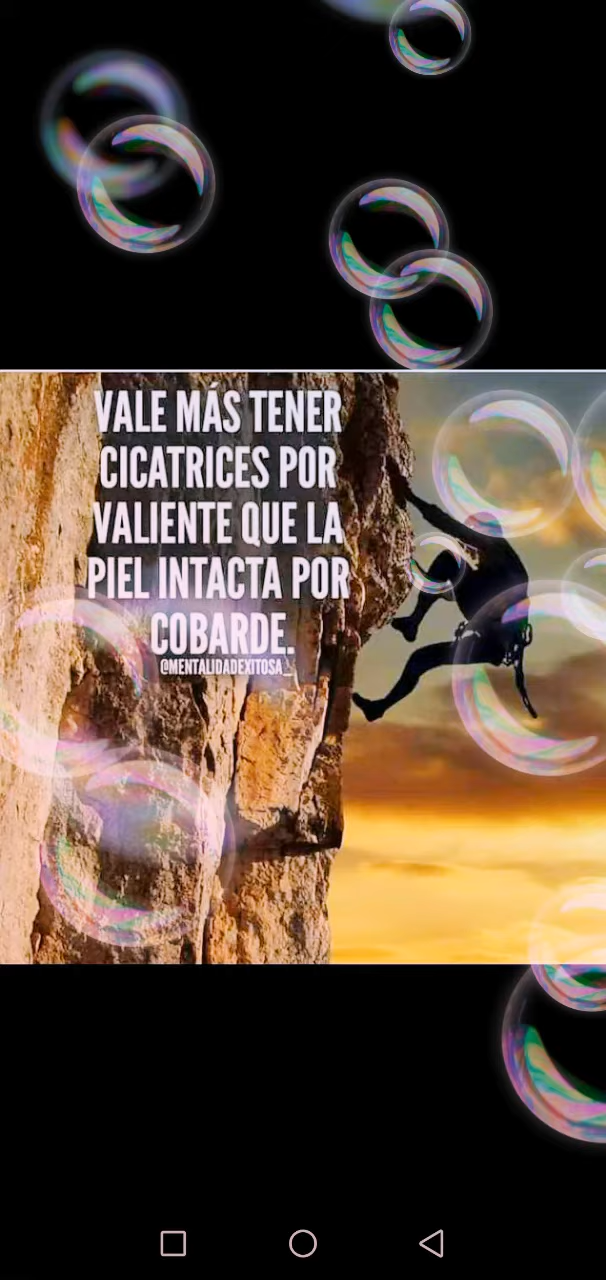 VALE MÁS TENER
CICATRICES POR
VALIENTE QUE LA
PIEL INTACTA POR
COBARDE.
@MENTALIDADEXITOSA_